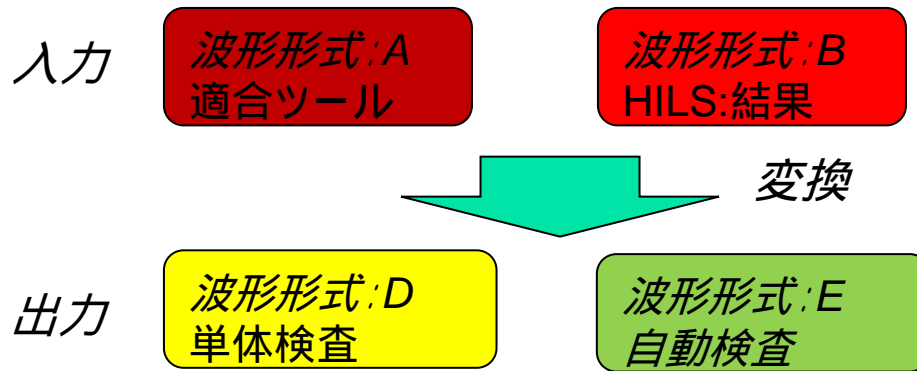 入力
波形形式:A
適合ツール
波形形式:B
HILS:結果
変換
出力
波形形式:D
単体検査
波形形式:E
自動検査